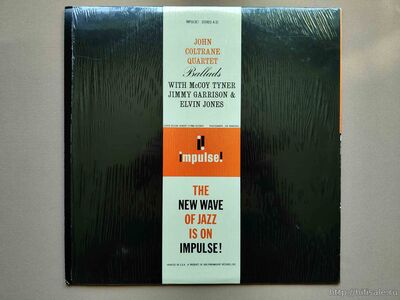 JOHN
COLTRANE
QUARTET
Ballads
WITH McCOY TYNER
JIMMY GARRISON &
ELVIN JONES
impulse!
THE
NEW WAVE
OF JAZZ
IS ON
IMPULSE!